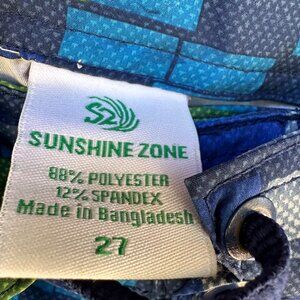 SZ
SUNSHINE ZONE
88% POLYESTER
12% SPANDEX
Made in Bangladesh
27